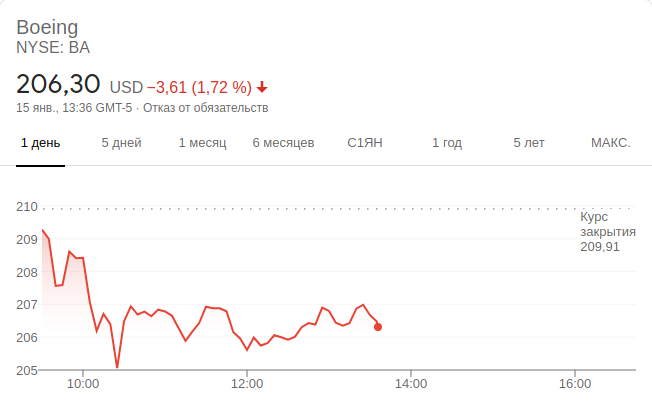 Boeing
NYSE: BA
206,30 USD −3,61 (1,72 %)
15 янв., 13:36 GMT-5 · Отказ от обязательств
1 день 5 дней 1 месяц 6 месяцев С1ЯН 1 год 5 лет МАКС.
210
Курс
закрытия
209,91
209
208
207
206
205
10:00 12:00 14:00 16:00